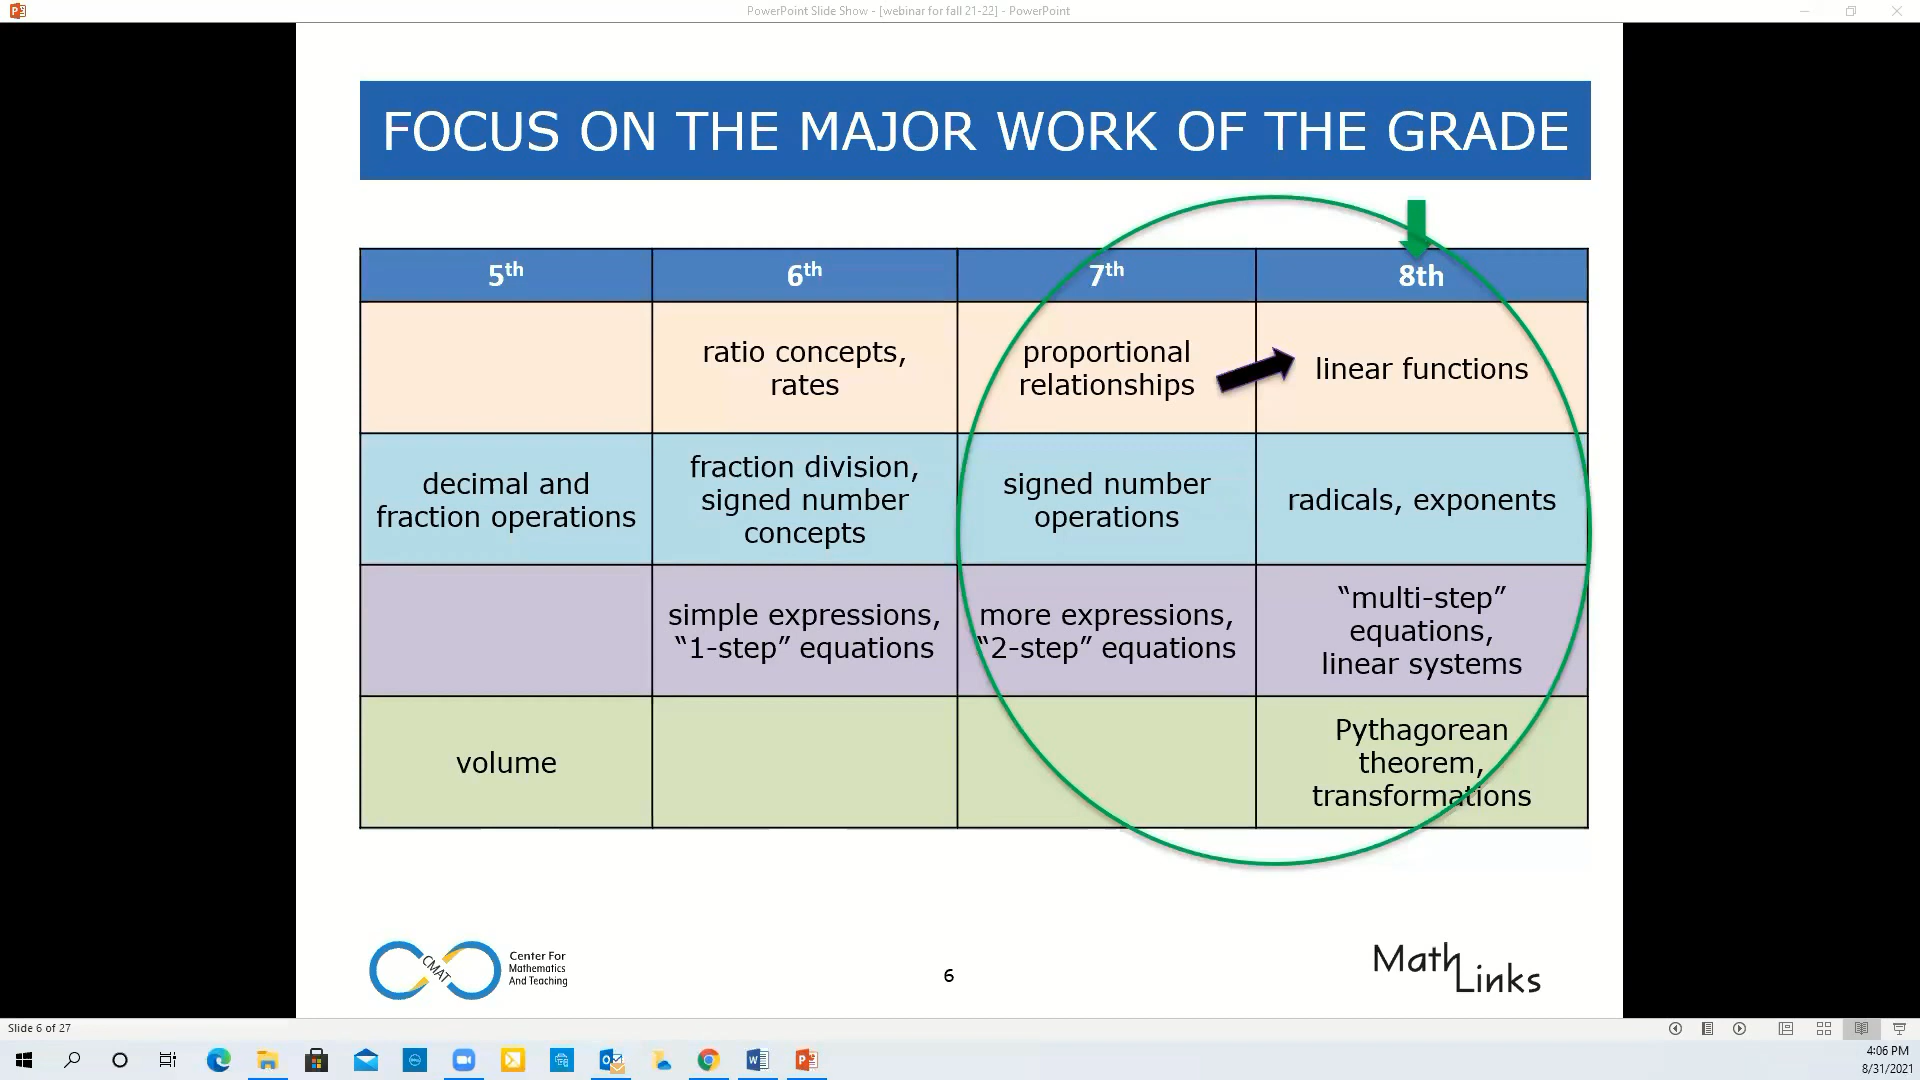 PowerPoint Slide Show - [webinar for fall 21-22] - PowerPoint
FOCUS ON THE MAJOR WORK OF THE GRADE
5th
6th
7th
8th
ratio concepts,
rates
proportional
relationships
linear functions
decimal and
fraction operations
fraction division,
signed number
concepts
signed number
operations
radicals, exponents
simple expressions,
“1-step” equations
more expressions,
“2-step” equations
“multi-step”
equations,
linear systems
volume
Pythagorean
theorem,
transformations
CMAT
Center For
Mathematics
And Teaching
6
Math
Links
Slide 6 of 27
4:06 PM
8/31/2021